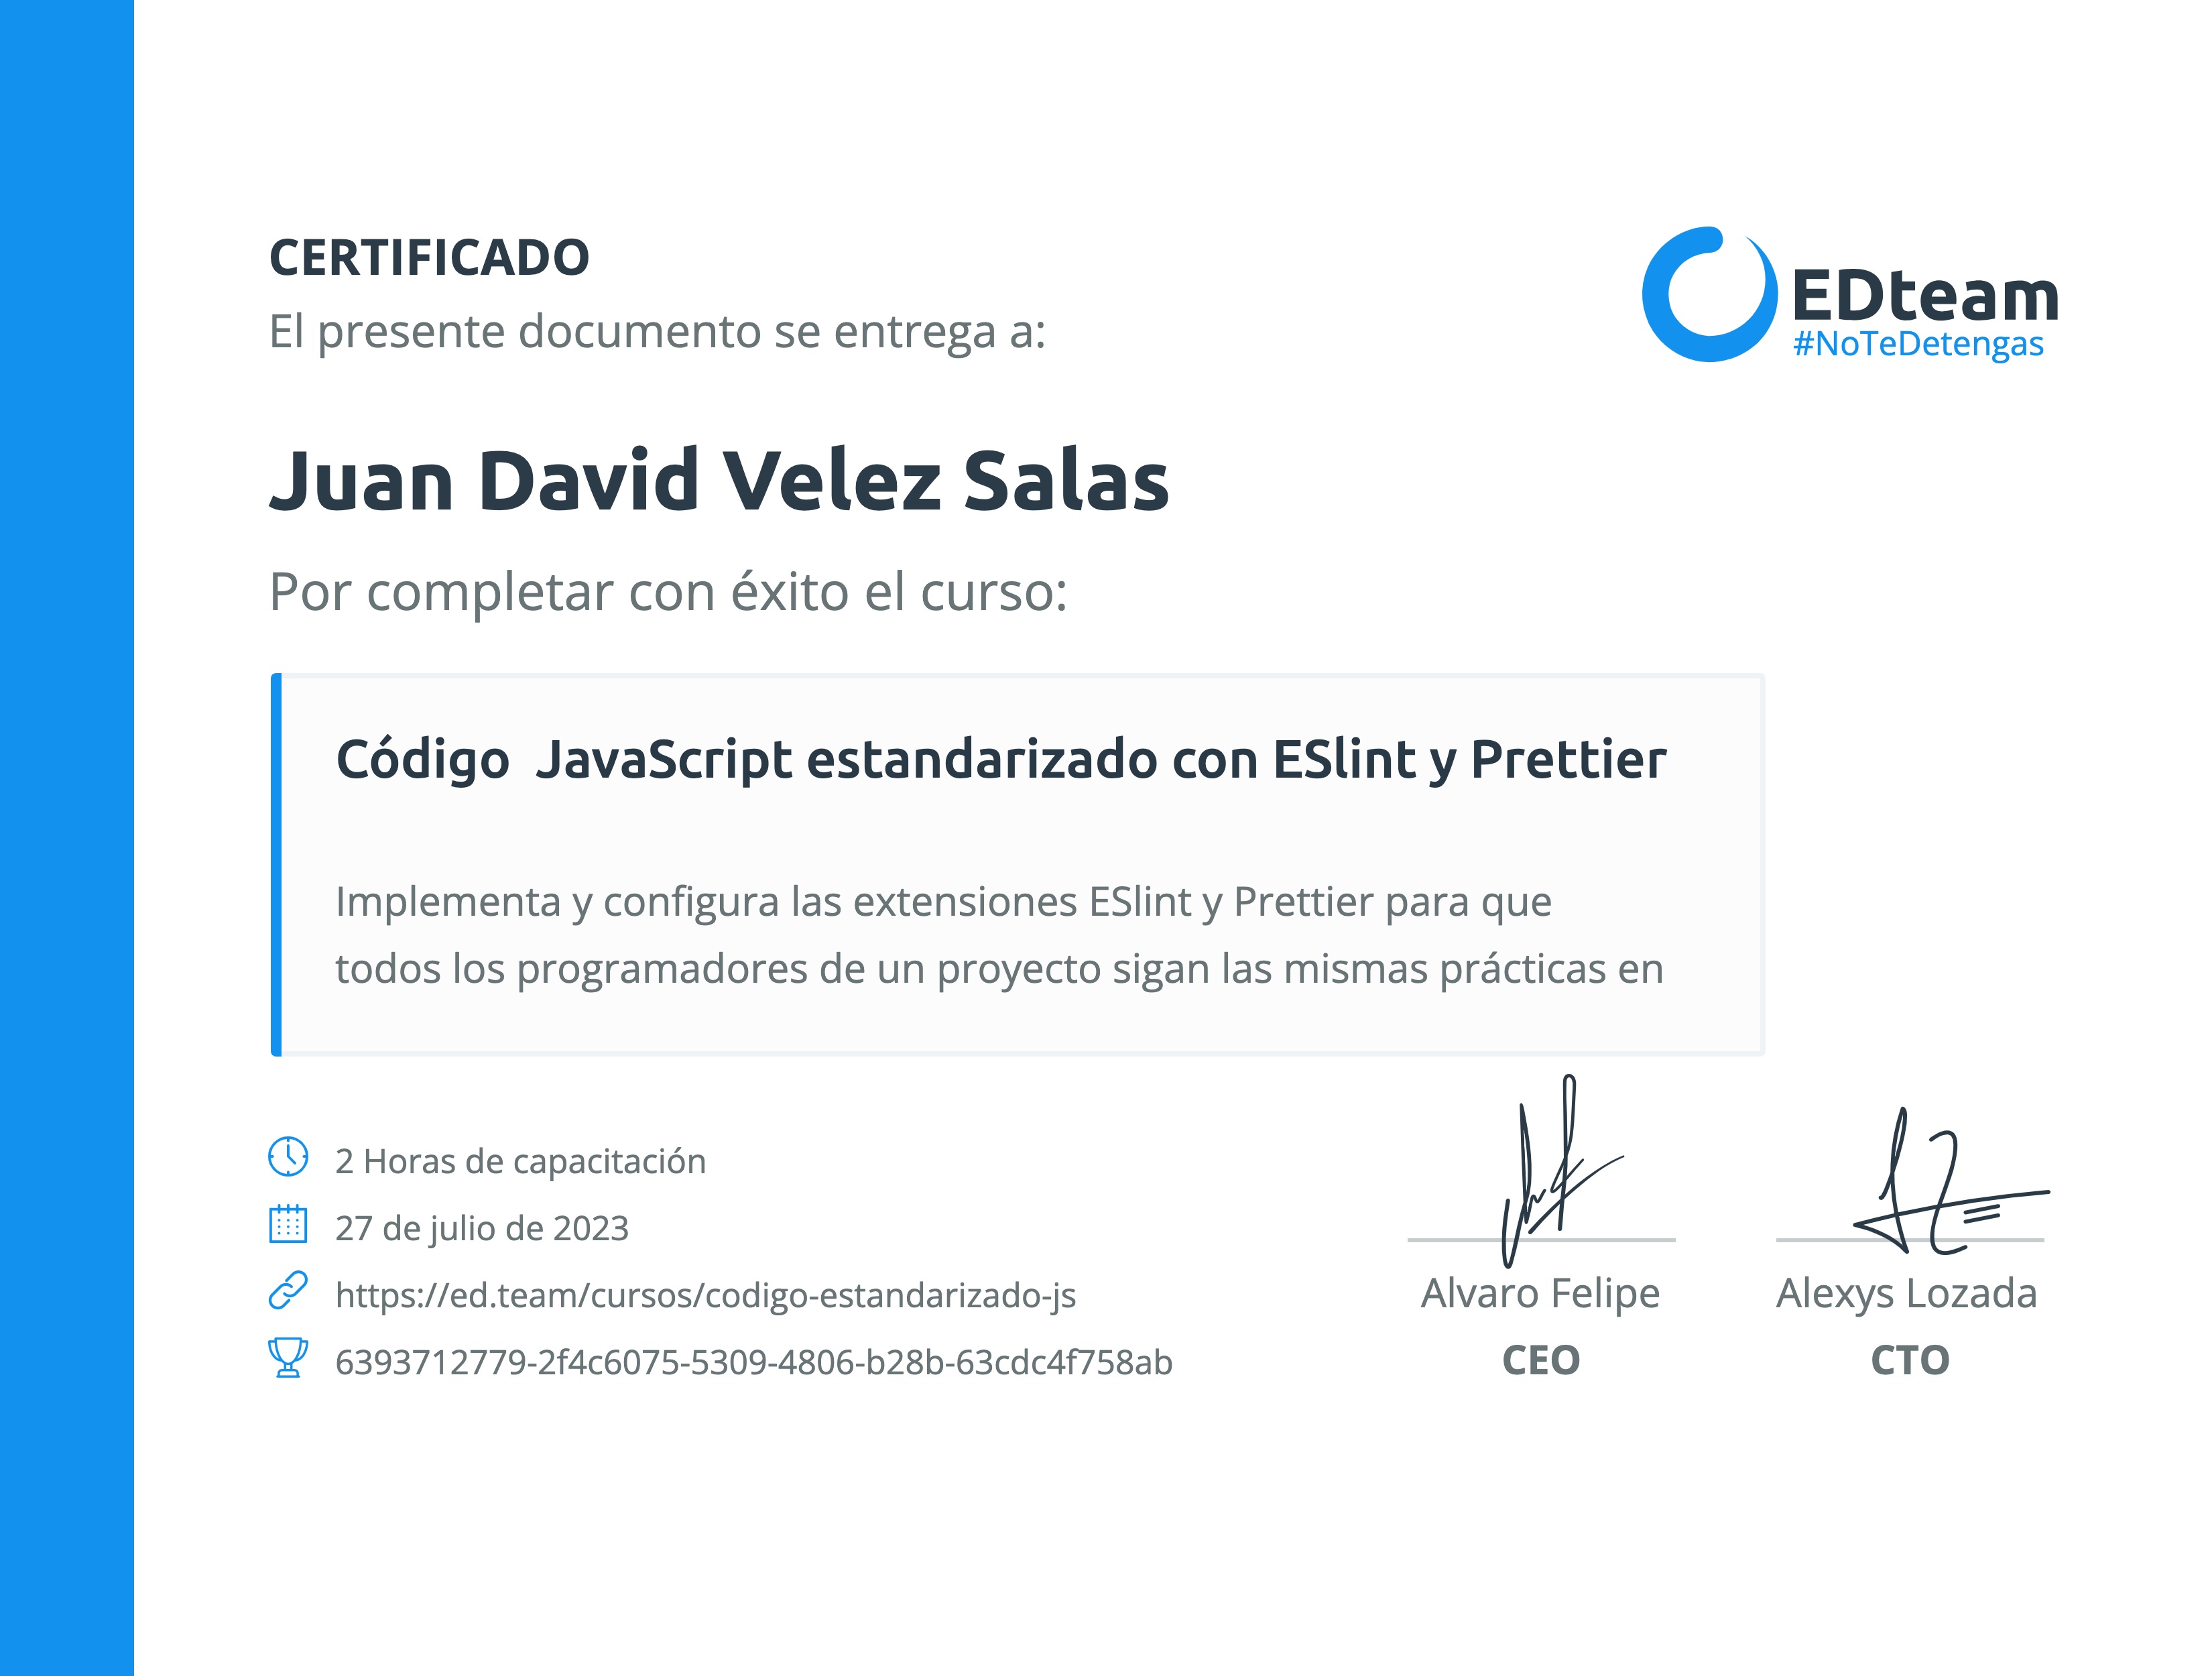 CERTIFICADO
El presente documento se entrega a:
EDteam
#NoTeDetengas
Juan David Velez Salas
Por completar con éxito el curso:
Código  JavaScript estandarizado con ESlint y Prettier
Implementa y configura las extensiones ESlint y Prettier para que
todos los programadores de un proyecto sigan las mismas prácticas en
2 Horas de capacitación
27 de julio de 2023
https://ed.team/cursos/codigo-estandarizado-js
6393712779-2f4c6075-5309-4806-b28b-63cdc4f758ab
Alvaro Felipe
CEO
Alexys Lozada
CTO